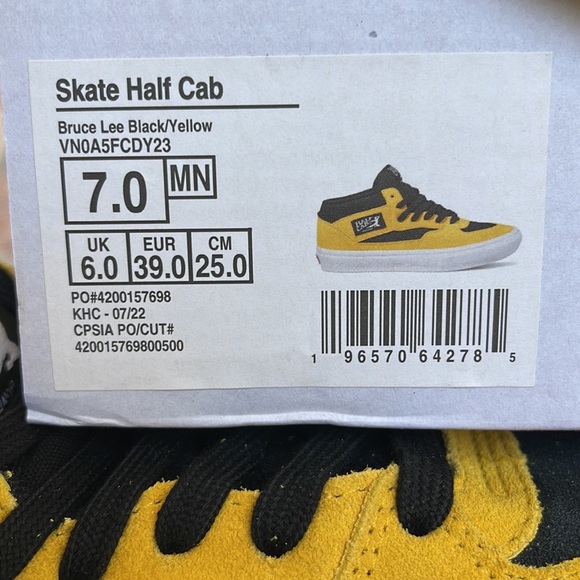 Skate Half Cab
Bruce Lee Black/Yellow
VN0A5FCDY23
7.0 MN
UK EUR CM
6.0 39.0 25.0
PO#4200157698
KHC - 07/22
CPSIA PO/CUT#
420015769800500
1 96570 64278 5